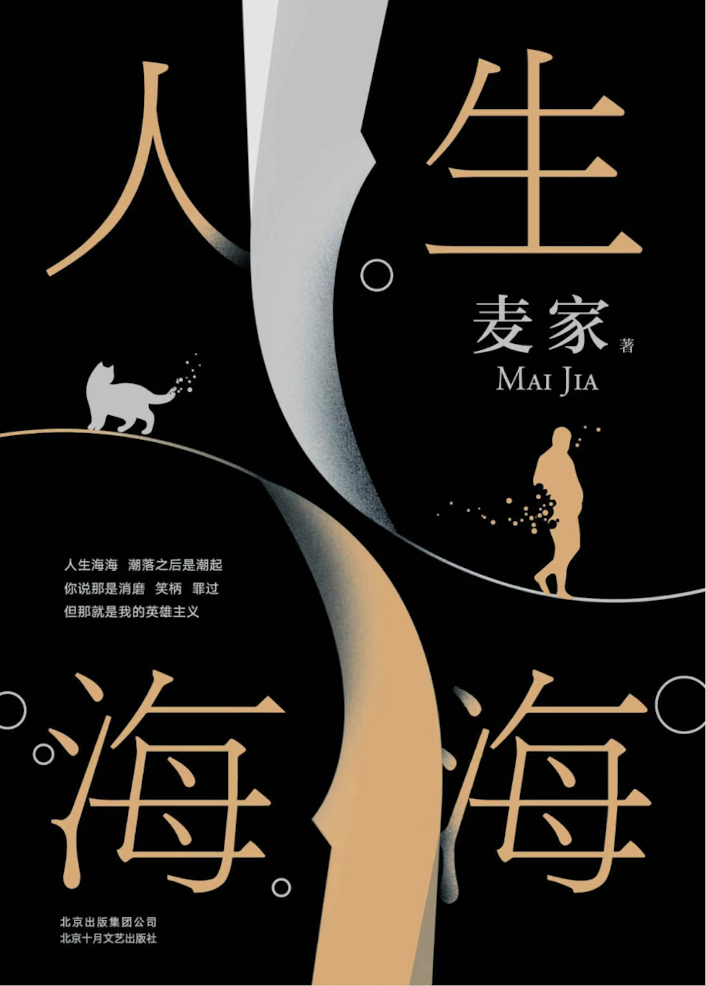 人生
麦家 著
MAI JIA
人生海海 潮落之后是潮起
你说那是消磨 笑柄 罪过
但那就是我的英雄主义
海海
北京出版集团公司
北京十月文艺出版社